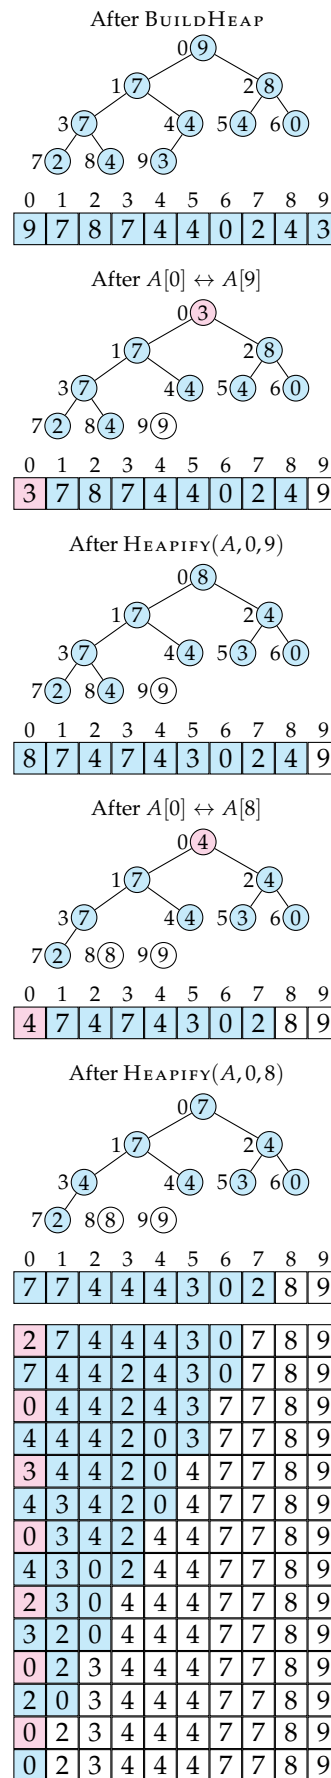 After BuildHeap
0 9
1 7 2 8
3 7 4 4 5 4 6 0
7 2 8 4 9 3
0 1 2 3 4 5 6 7 8 9
9 7 8 7 4 4 0 2 4 3
After A[0] ↔ A[9]
0 3
1 7 2 8
3 7 4 4 5 4 6 0
7 2 8 4 9 9
0 1 2 3 4 5 6 7 8 9
3 7 8 7 4 4 0 2 4 9
After Heapify(A, 0, 9)
0 8
1 7 2 4
3 7 4 4 5 3 6 0
7 2 8 4 9 9
0 1 2 3 4 5 6 7 8 9
8 7 4 7 4 3 0 2 4 9
After A[0] ↔ A[8]
0 4
1 7 2 4
3 7 4 4 5 3 6 0
7 2 8 8 9 9
0 1 2 3 4 5 6 7 8 9
4 7 4 7 4 3 0 2 8 9
After Heapify(A, 0, 8)
0 7
1 7 2 4
3 4 4 4 5 3 6 0
7 2 8 8 9 9
0 1 2 3 4 5 6 7 8 9
7 7 4 4 4 3 0 2 8 9
2 7 4 4 4 3 0 7 8 9
7 4 4 2 4 3 0 7 8 9
0 4 4 2 4 3 7 7 8 9
4 4 4 2 0 3 7 7 8 9
3 4 4 2 0 4 7 7 8 9
4 3 4 2 0 4 7 7 8 9
0 3 4 2 4 4 7 7 8 9
4 3 0 2 4 4 7 7 8 9
2 3 0 4 4 4 7 7 8 9
3 2 0 4 4 4 7 7 8 9
0 2 3 4 4 4 7 7 8 9
2 0 3 4 4 4 7 7 8 9
0 2 3 4 4 4 7 7 8 9
0 2 3 4 4 4 7 7 8 9